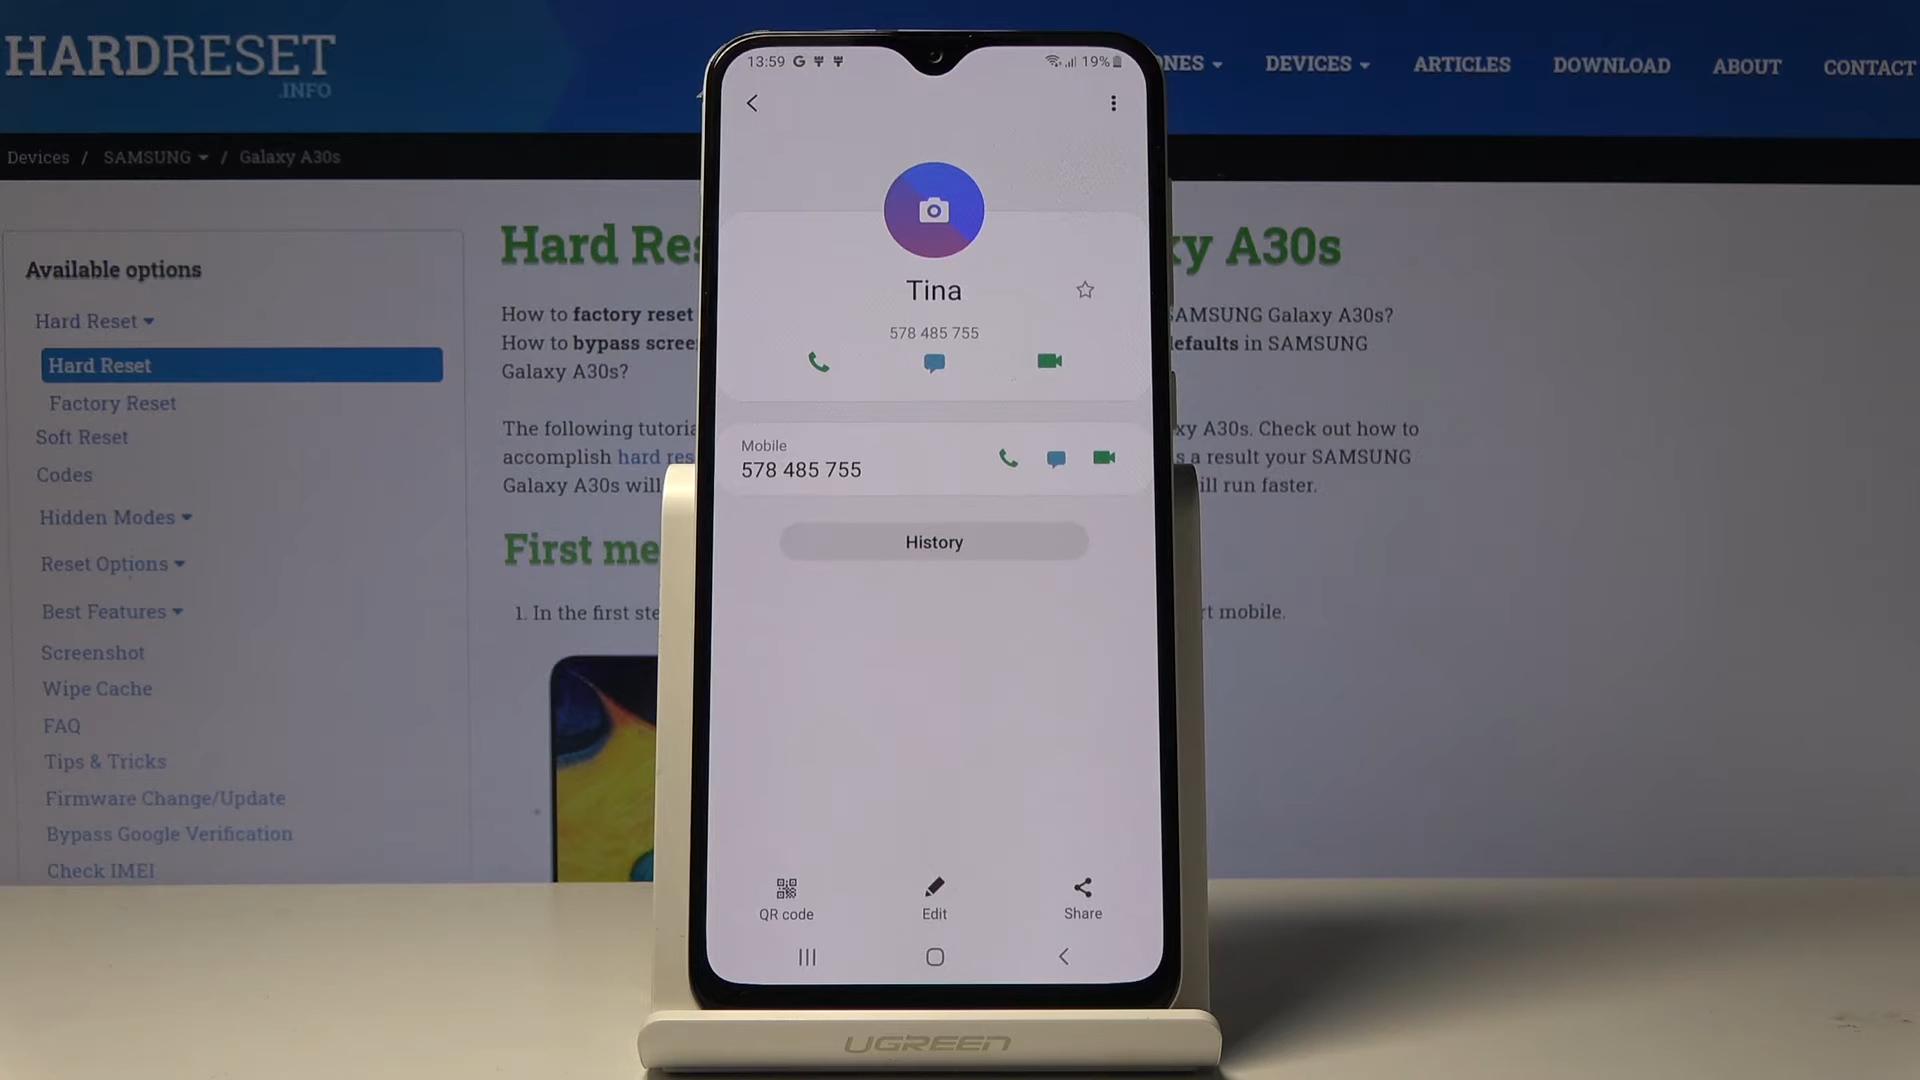 HARDRESET
.INFO
NES
DEVICES
ARTICLES
DOWNLOAD
ABOUT
CONTACT
Devices / SAMSUNG / Galaxy A30s
Available options
Hard Reset
Hard Reset
Factory Reset
Soft Reset
Codes
Hidden Modes
Reset Options
Best Features
Screenshot
Wipe Cache
FAQ
Tips & Tricks
Firmware Change/Update
Bypass Google Verification
Check IMEI
Hard Res
xy A30s
How to factory reset
SAMSUNG Galaxy A30s?
How to bypass scree
defaults in SAMSUNG
Galaxy A30s?
The following tutoria
xy A30s. Check out how to
accomplish hard res
s a result your SAMSUNG
Galaxy A30s will
ill run faster.
First me
1. In the first ste
rt mobile.
13:59 G
19%
Tina
578 485 755
Mobile
578 485 755
History
QR code
Edit
Share
UGREEN